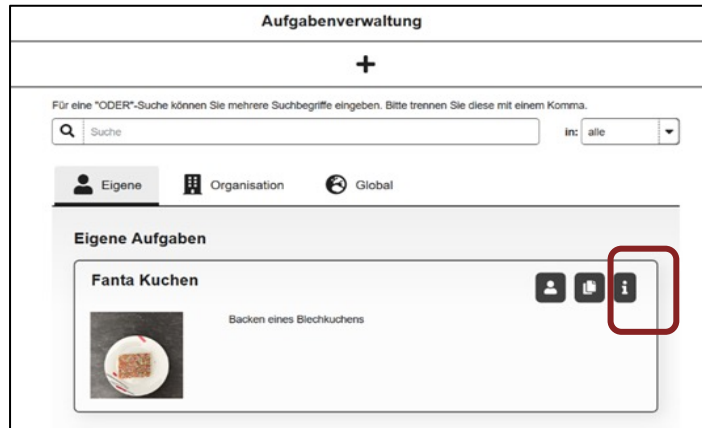 Aufgabenverwaltung
+
Für eine "ODER"-Suche können Sie mehrere Suchbegriffe eingeben. Bitte trennen Sie diese mit einem Komma.
Suche in: alle
Eigene Organisation Global
Eigene Aufgaben
Fanta Kuchen
i
Backen eines Blechkuchens